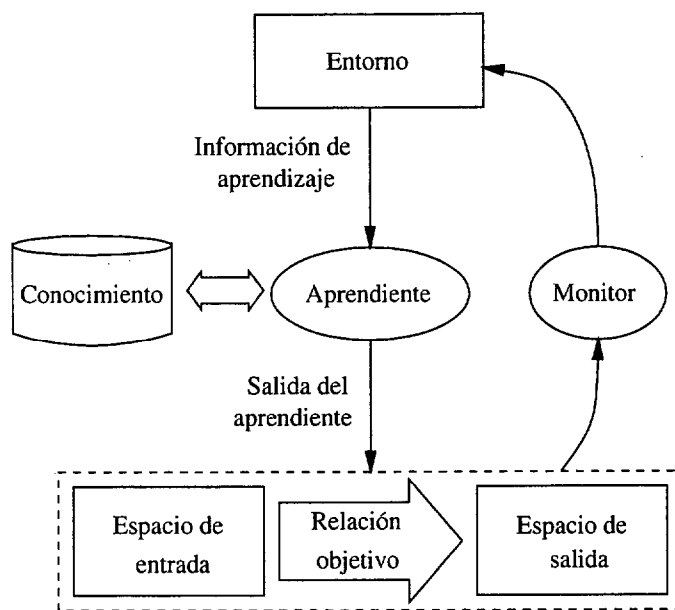 Entorno
Información de
aprendizaje
Conocimiento
Aprendiente
Monitor
Salida del
aprendiente
Espacio de
entrada
Relación
objetivo
Espacio de
salida